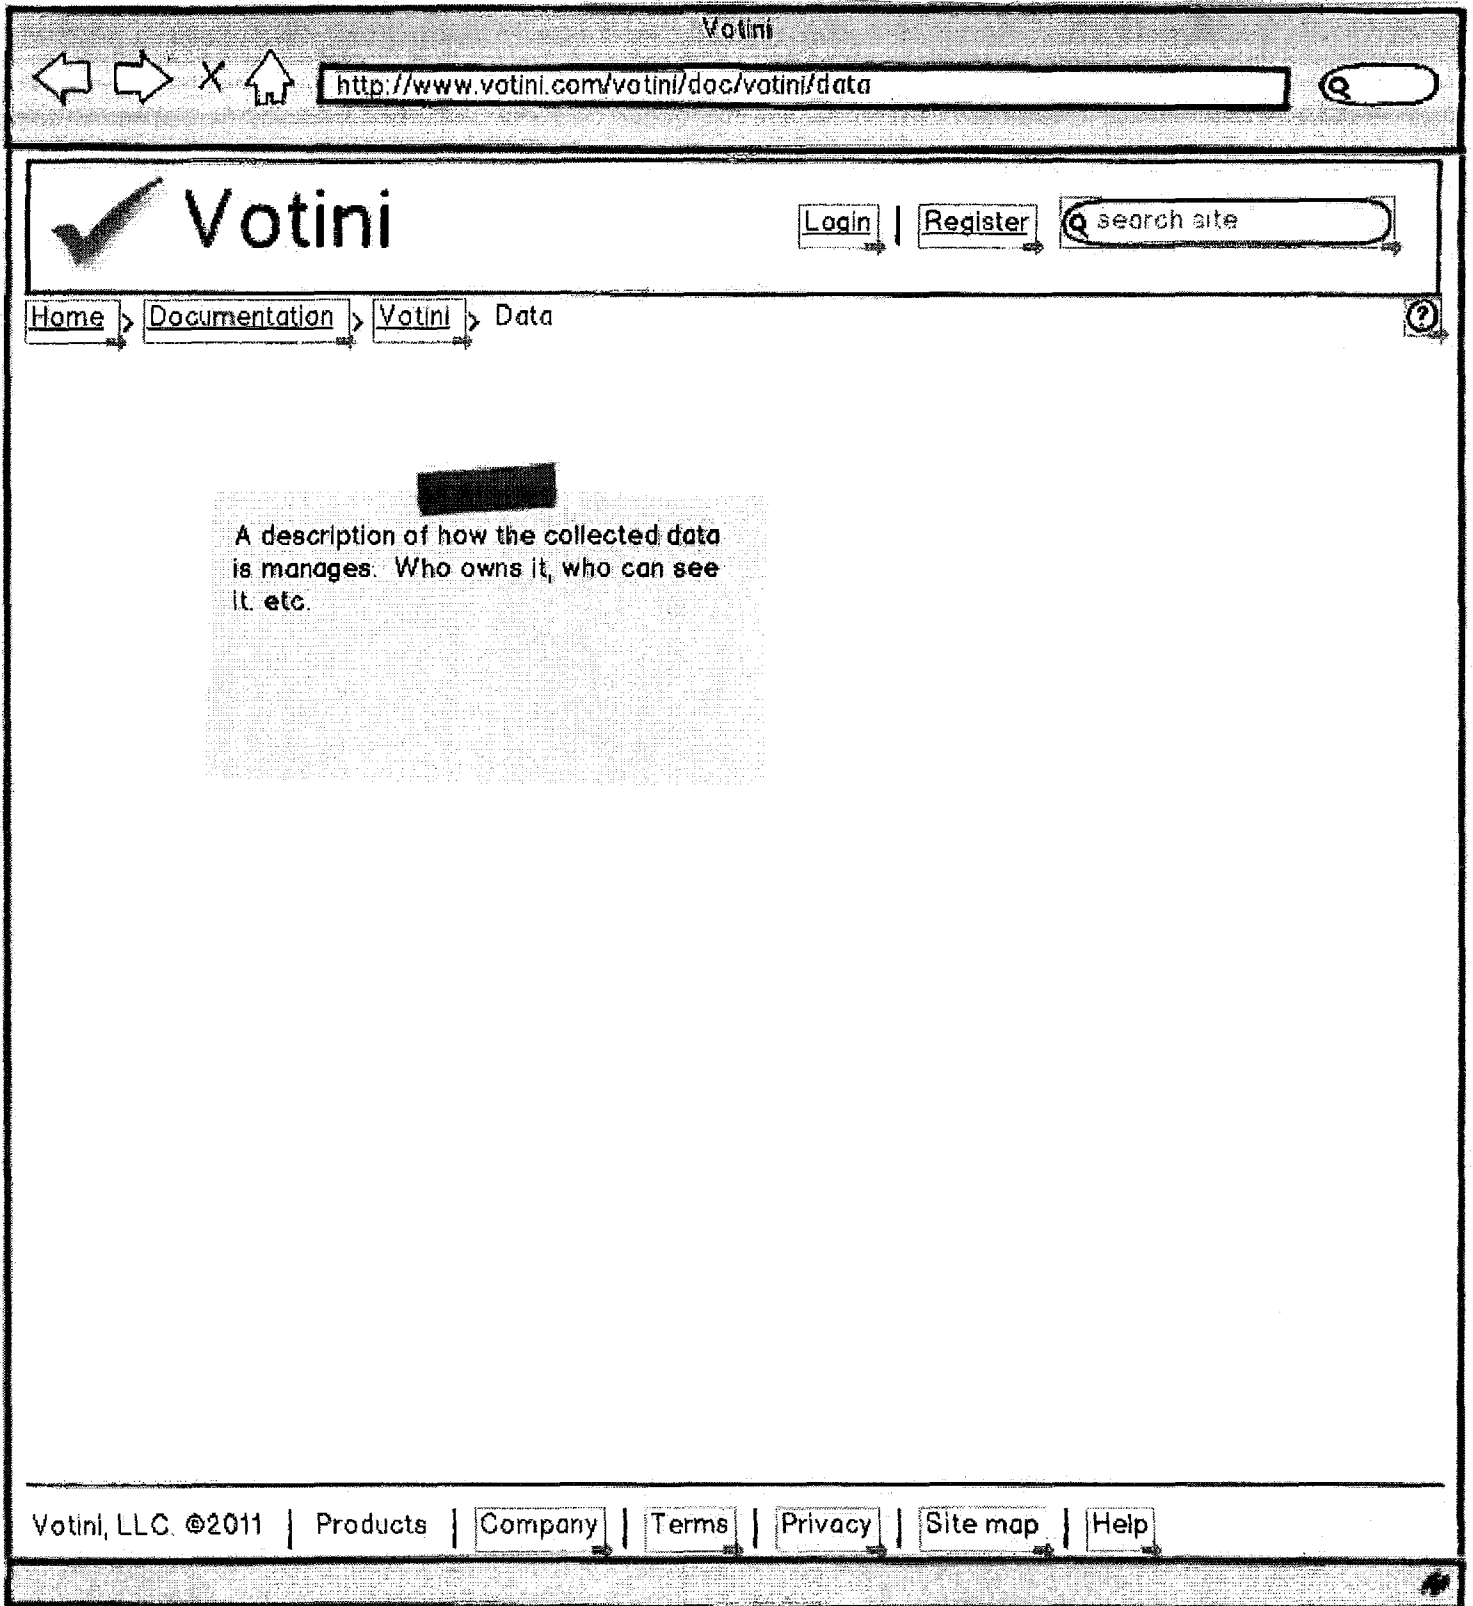 Votini
http://www.votini.com/votini/doc/votini/data
Votini
Login | Register search site
Home > Documentation > Votini > Data ?
A description of how the collected data
is manages. Who owns it, who can see
it. etc.
Votini, LLC. ©2011 | Products | Company | Terms | Privacy | Site map | Help